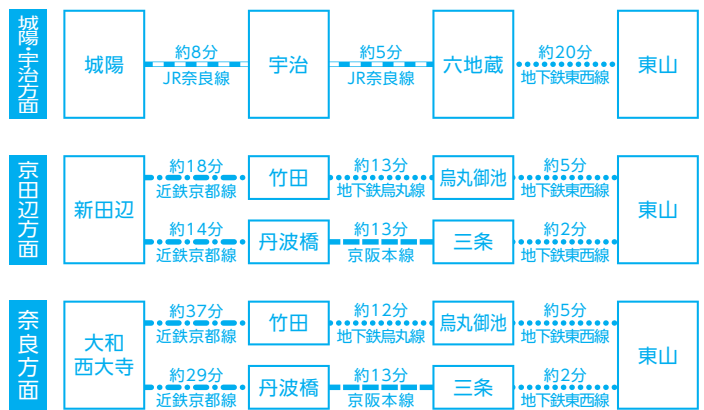 城陽・宇治方面
城陽
約8分
JR奈良線
宇治
約5分
JR奈良線
六地蔵
約20分
地下鉄東西線
東山
京田辺方面
新田辺
約18分
近鉄京都線
竹田
約13分
地下鉄烏丸線
烏丸御池
約5分
地下鉄東西線
約14分
近鉄京都線
丹波橋
約13分
京阪本線
三条
約2分
地下鉄東西線
東山
奈良方面
大和
西大寺
約37分
近鉄京都線
竹田
約12分
地下鉄烏丸線
烏丸御池
約5分
地下鉄東西線
約29分
近鉄京都線
丹波橋
約13分
京阪本線
三条
約2分
地下鉄東西線
東山